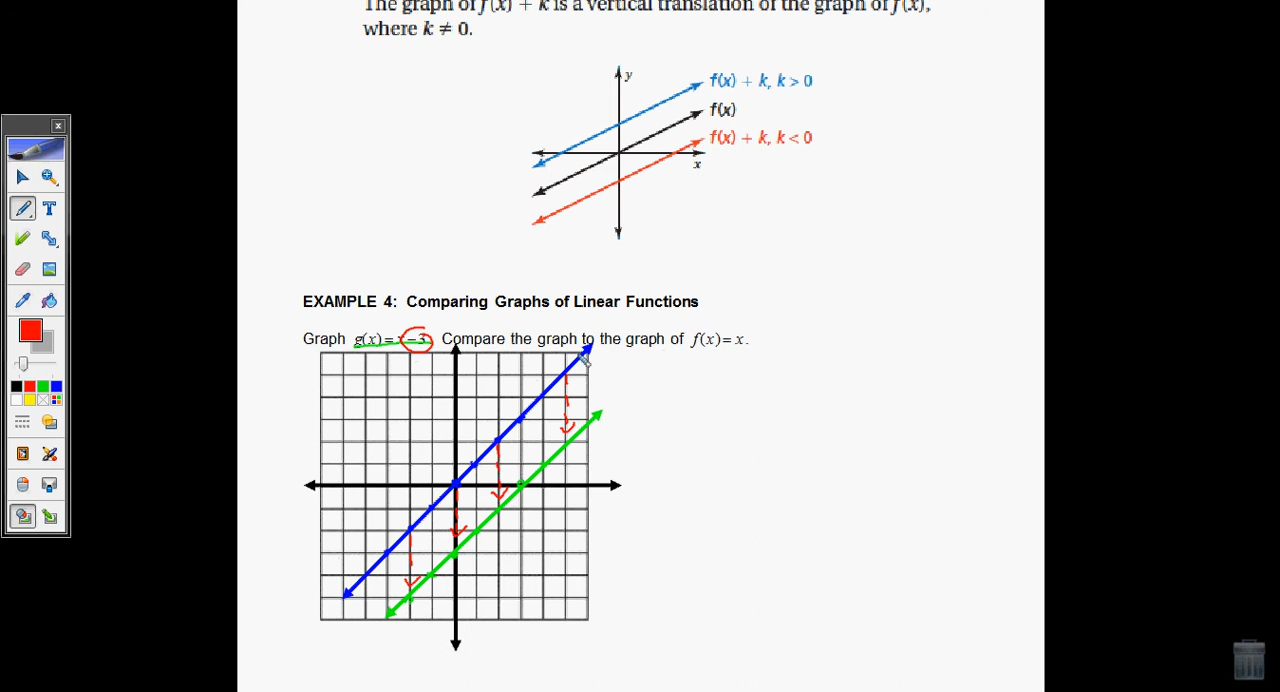 The graph of f(x) + k is a vertical translation of the graph of f(x),
where k ≠ 0.
y
f(x) + k, k > 0
f(x)
f(x) + k, k < 0
x
EXAMPLE 4: Comparing Graphs of Linear Functions
Graph g(x) = x − 3. Compare the graph to the graph of f(x) = x.
T